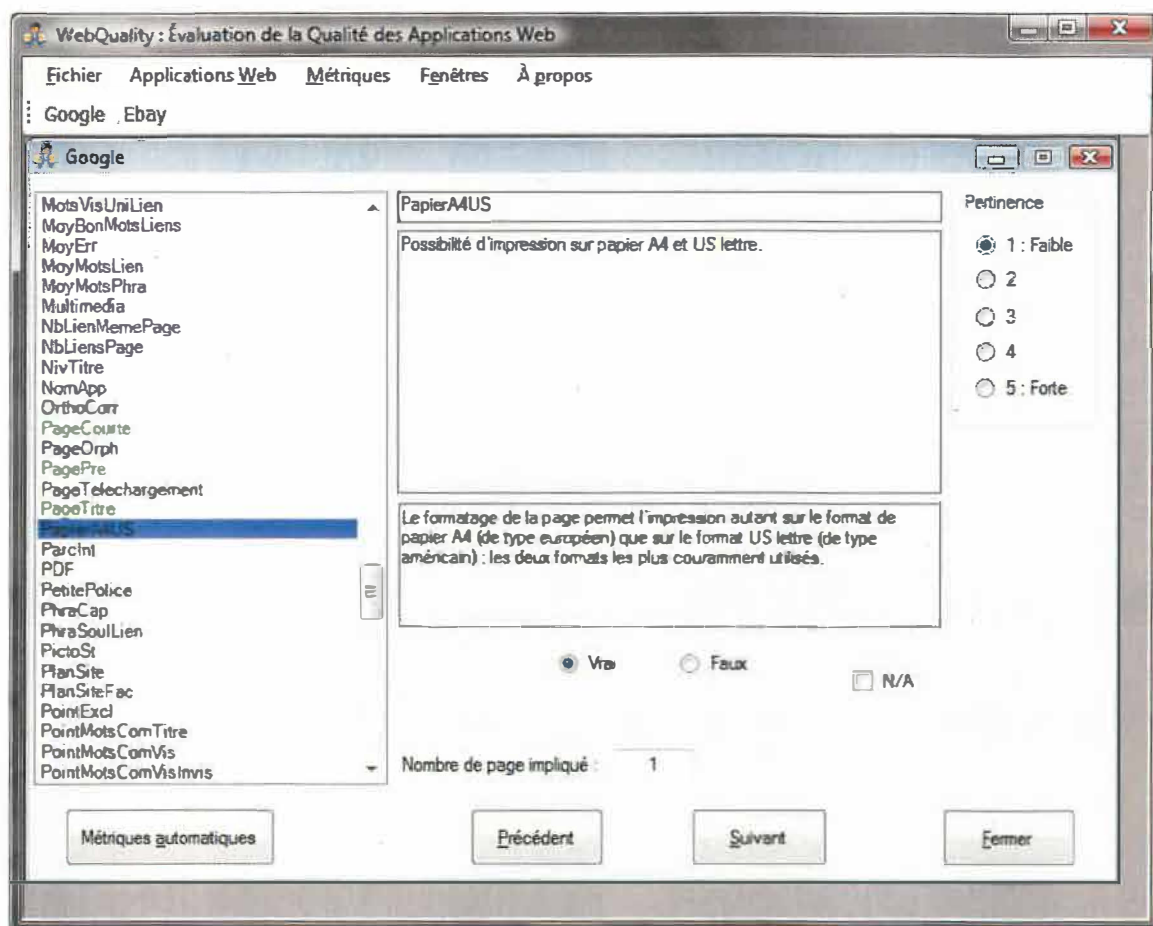 WebQuality : Évaluation de la Qualité des Applications Web
Fichier Applications Web Métriques Fenêtres À propos
Google Ebay
Google
MotsVisUniLien
MoyBonMotsLiens
MoyErr
MoyMotsLien
MoyMotsPhra
Multimedia
NbLienMemePage
NbLiensPage
NivTitre
NomApp
OrthoCorr
PageCourte
PageOrph
PagePre
PageTelechargement
PageTitre
PapierA4US
ParcInt
PDF
PetitePolice
PhraCap
PhraSoulLien
PictoSt
PlanSite
PlanSiteFac
PointExcl
PointMotsComTitre
PointMotsComVis
PointMotsComVisInvis
PapierA4US
Possibilité d'impression sur papier A4 et US lettre.
Le formatage de la page permet l'impression autant sur le format de
papier A4 (de type européen) que sur le format US lettre (de type
américain) : les deux formats les plus couramment utilisés.
Vrai Faux
N/A
Nombre de page impliqué : 1
Pertinence
1 : Faible
2
3
4
5 : Forte
Métriques automatiques Précédent Suivant Fermer